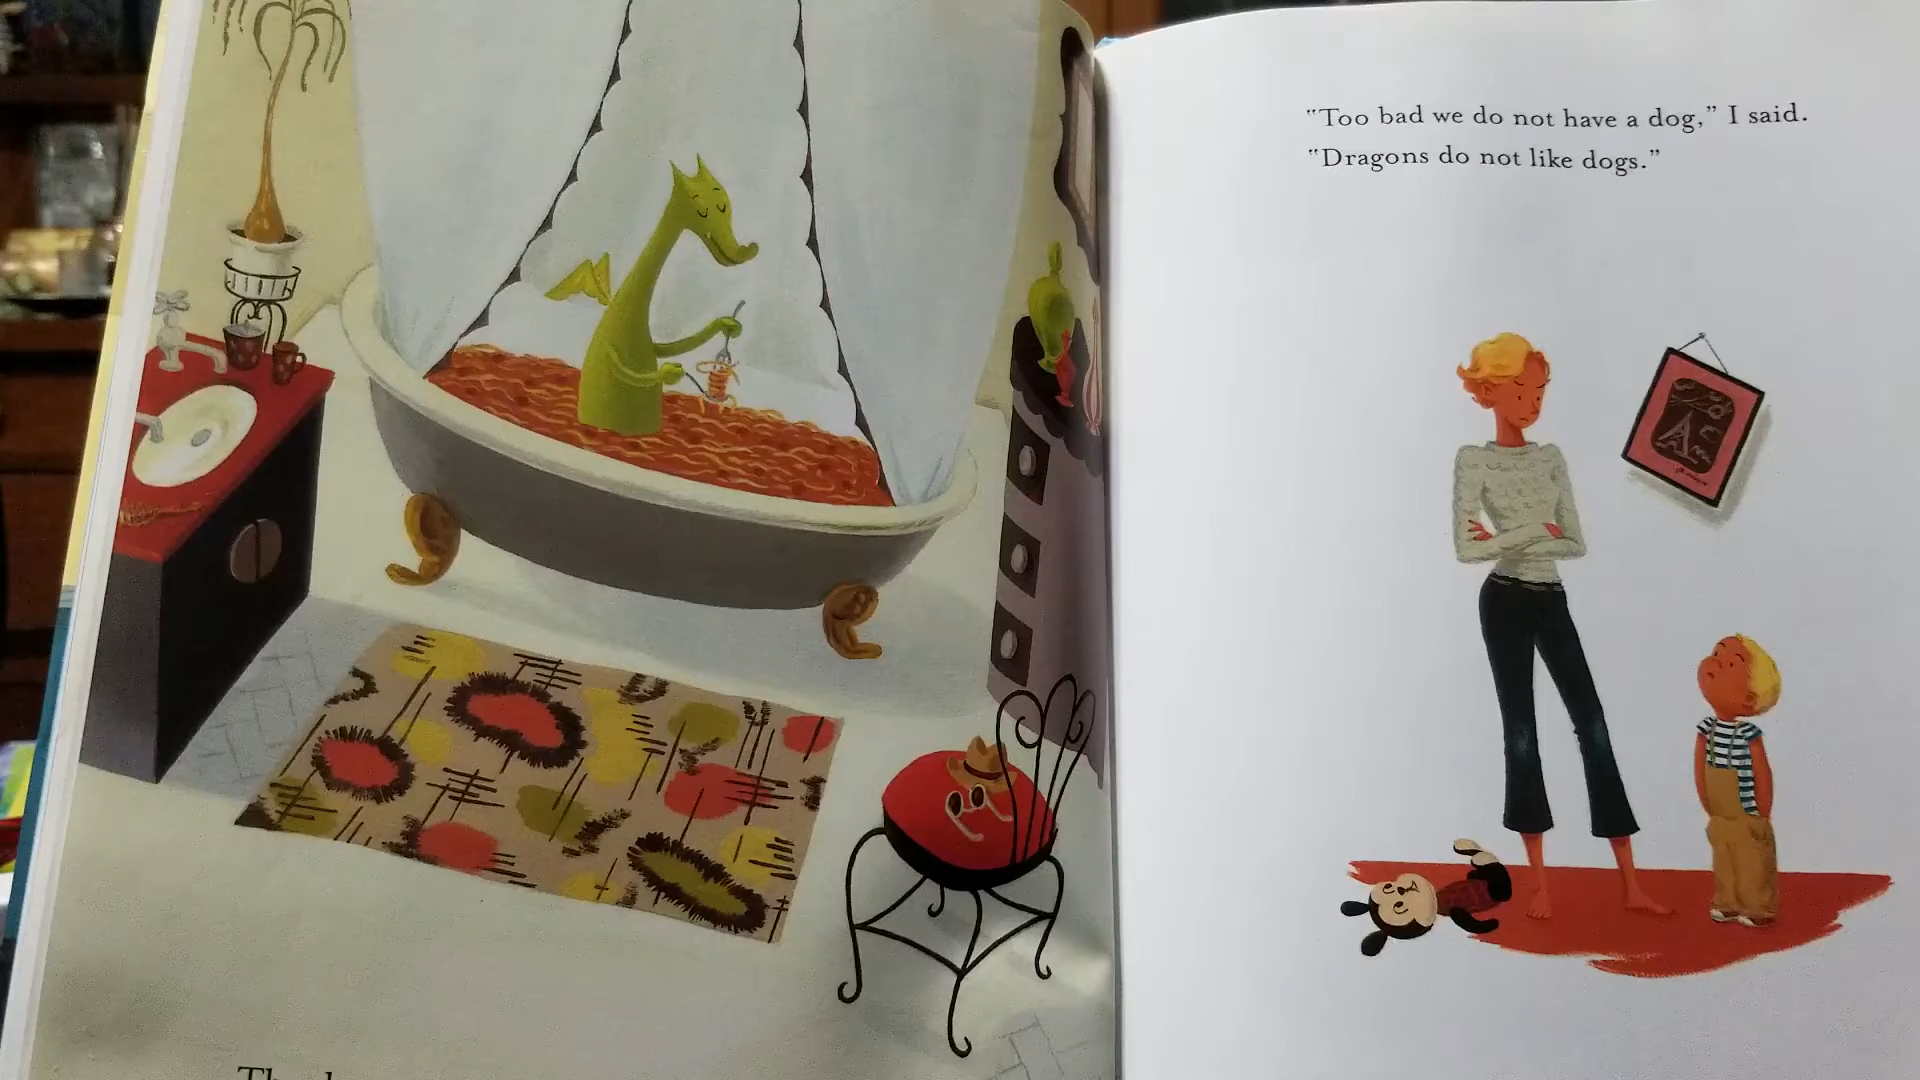 “Too bad we do not have a dog,” I said.
“Dragons do not like dogs.”